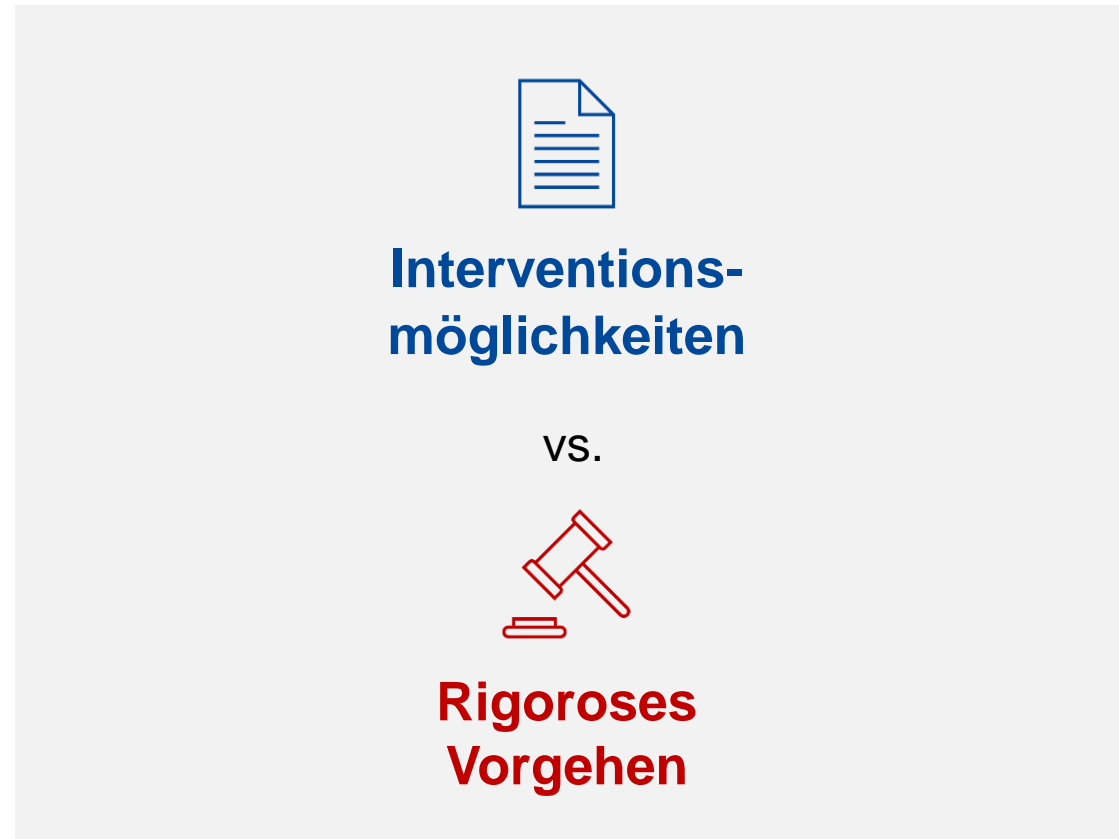 Interventions-
möglichkeiten
vs.
Rigoroses
Vorgehen